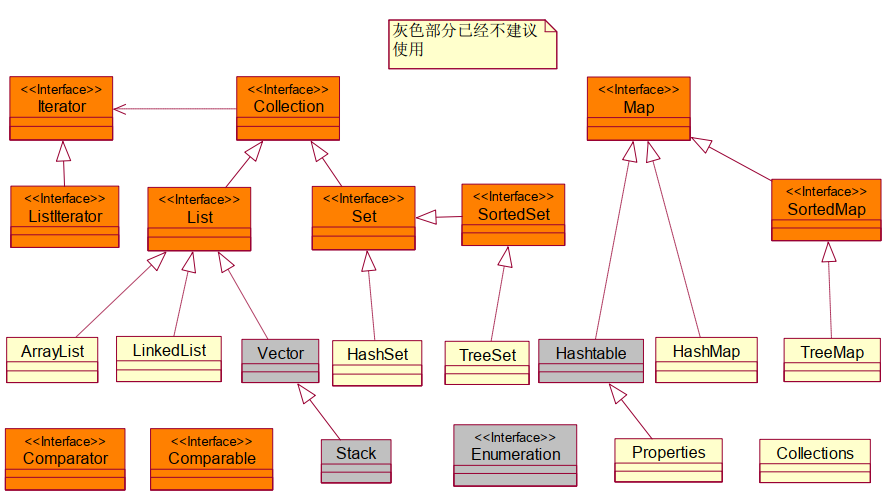 灰色部分已经不建议
使用
<<Interface>>
Iterator
<<Interface>>
Collection
<<Interface>>
Map
<<Interface>>
ListIterator
<<Interface>>
List
<<Interface>>
Set
<<Interface>>
SortedSet
<<Interface>>
SortedMap
ArrayList
LinkedList
Vector
HashSet
TreeSet
Hashtable
HashMap
TreeMap
<<Interface>>
Comparator
<<Interface>>
Comparable
Stack
<<Interface>>
Enumeration
Properties
Collections